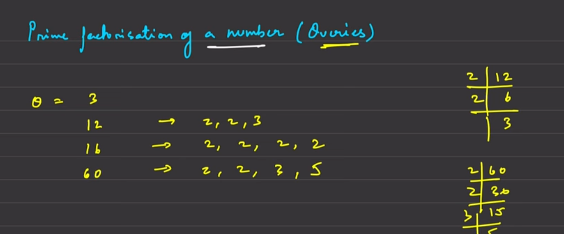 Prime factorisation of a number (Queries)
Q = 3
12 → 2, 2, 3
16 → 2, 2, 2, 2
60 → 2, 2, 3, 5
2 | 12
2 | 6
| 3
2 | 60
2 | 30
3 | 15
5